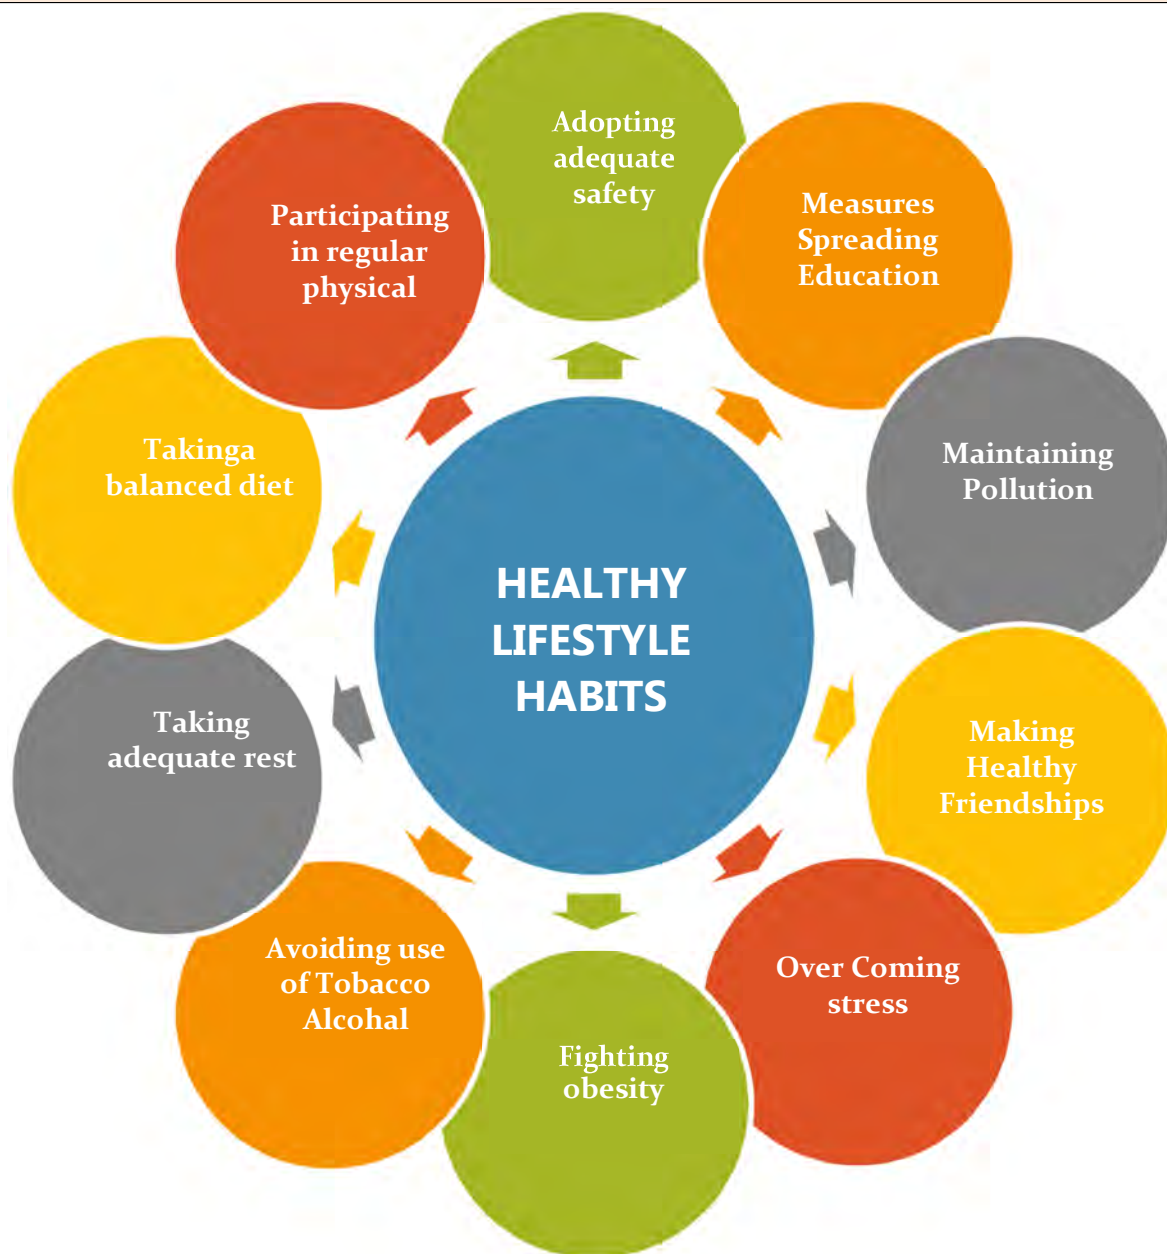 Adopting
adequate
safety
Measures
Spreading
Education
Maintaining
Pollution
Making
Healthy
Friendships
Over Coming
stress
Fighting
obesity
Avoiding use
of Tobacco
Alcohal
Taking
adequate rest
Takinga
balanced diet
Participating
in regular
physical
HEALTHY
LIFESTYLE
HABITS